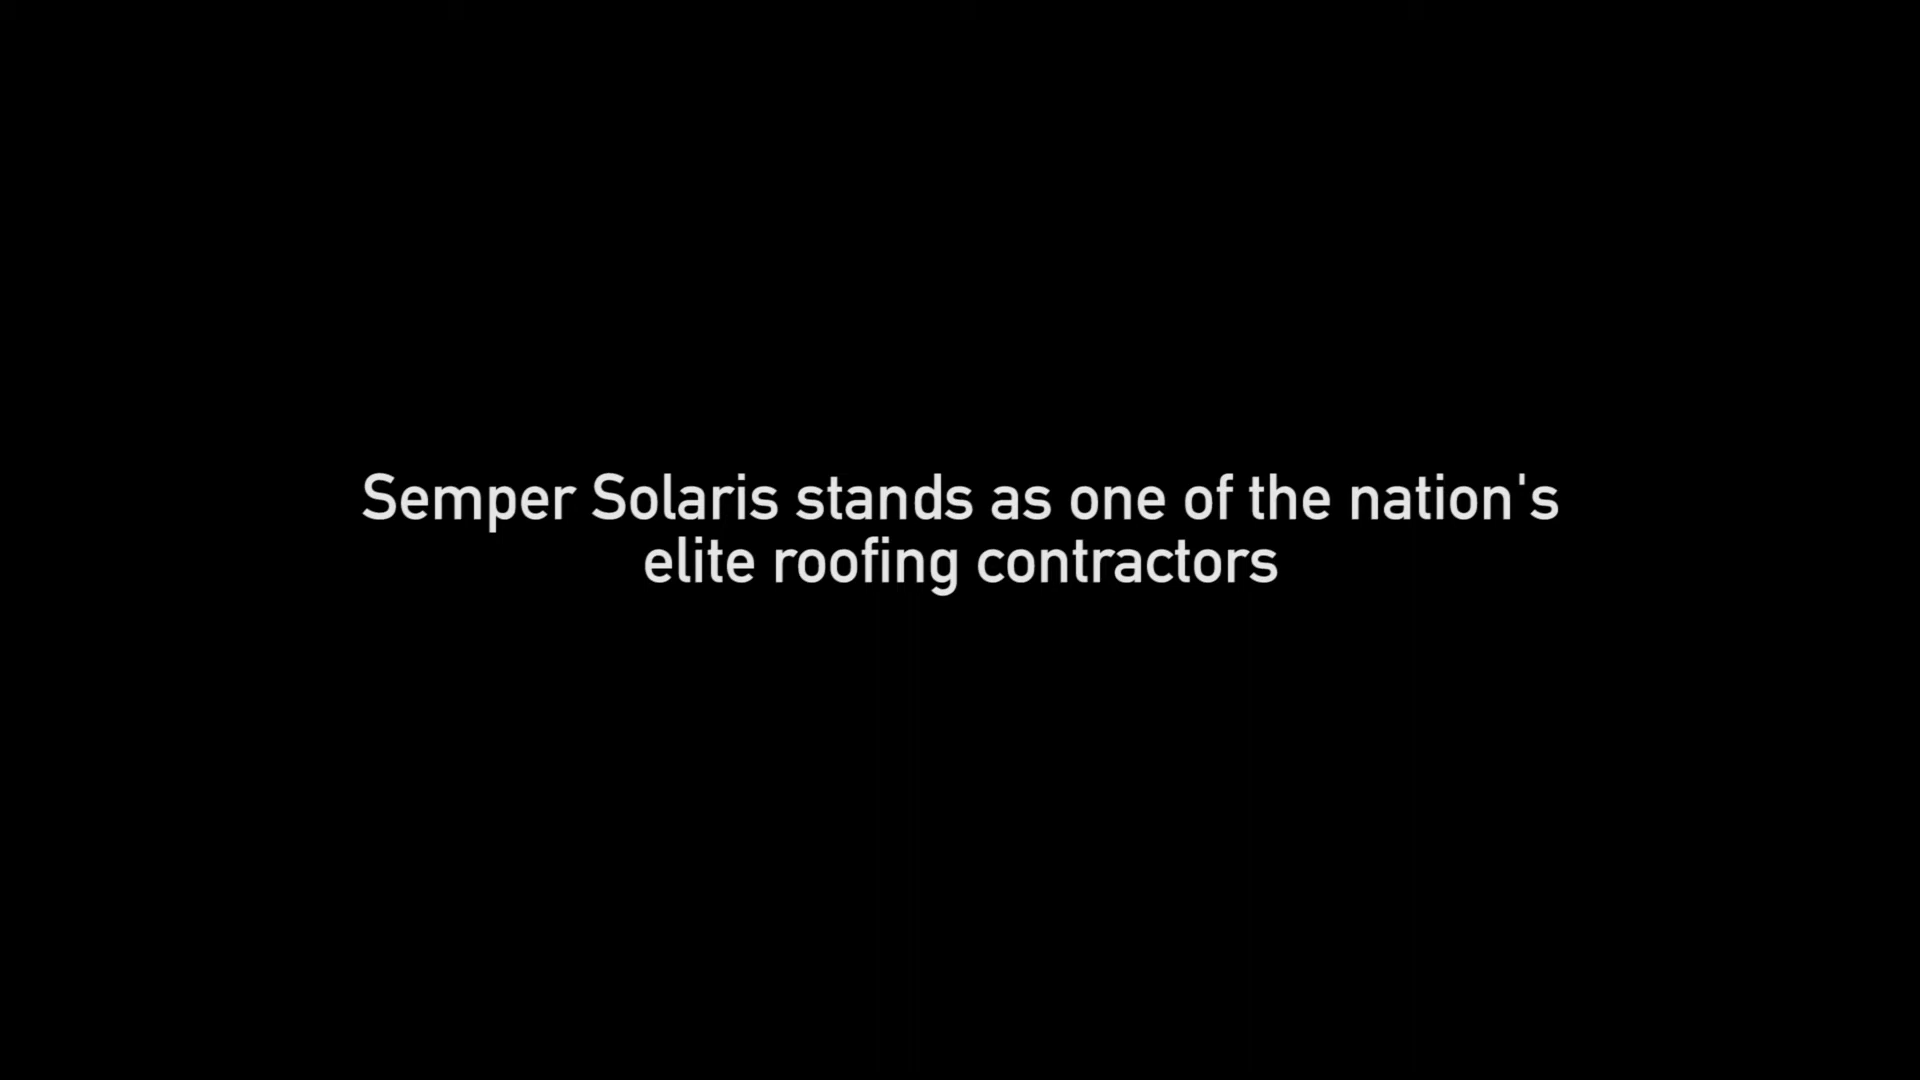 Semper Solaris stands as one of the nation's
elite roofing contractors